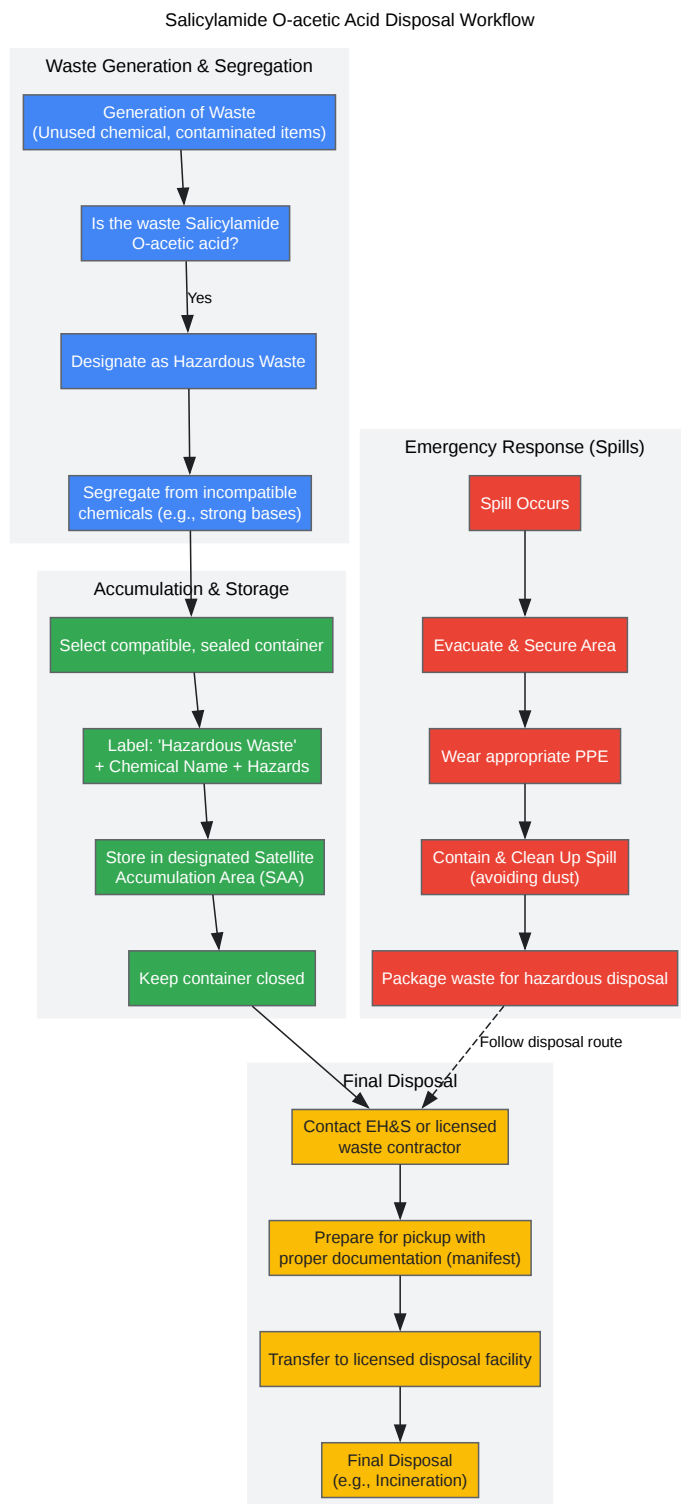 Salicylamide O-acetic Acid Disposal Workflow
Waste Generation & Segregation
Generation of Waste
(Unused chemical, contaminated items)
Is the waste Salicylamide
O-acetic acid?
Yes
Designate as Hazardous Waste
Segregate from incompatible
chemicals (e.g., strong bases)
Accumulation & Storage
Select compatible, sealed container
Label: 'Hazardous Waste'
+ Chemical Name + Hazards
Store in designated Satellite
Accumulation Area (SAA)
Keep container closed
Emergency Response (Spills)
Spill Occurs
Evacuate & Secure Area
Wear appropriate PPE
Contain & Clean Up Spill
(avoiding dust)
Package waste for hazardous disposal
Follow disposal route
Final Disposal
Contact EH&S or licensed
waste contractor
Prepare for pickup with
proper documentation (manifest)
Transfer to licensed disposal facility
Final Disposal
(e.g., Incineration)